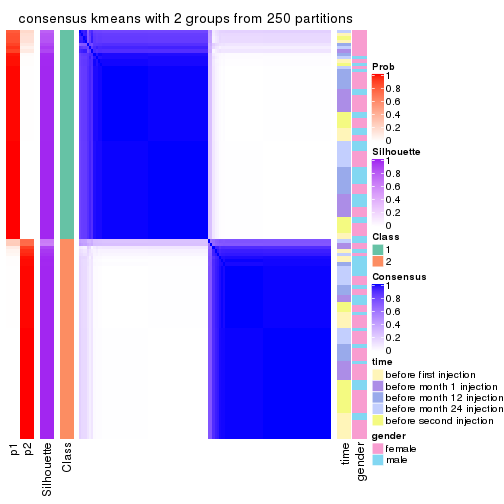 consensus kmeans with 2 groups from 250 partitions
Prob
1
0.8
0.6
0.4
0.2
0
Silhouette
1
0.8
0.6
0.4
0.2
0
Class
1
2
Consensus
1
0.8
0.6
0.4
0.2
0
time
before first injection
before month 1 injection
before month 12 injection
before month 24 injection
before second injection
gender
female
male
p1
p2
Silhouette
Class
time
gender